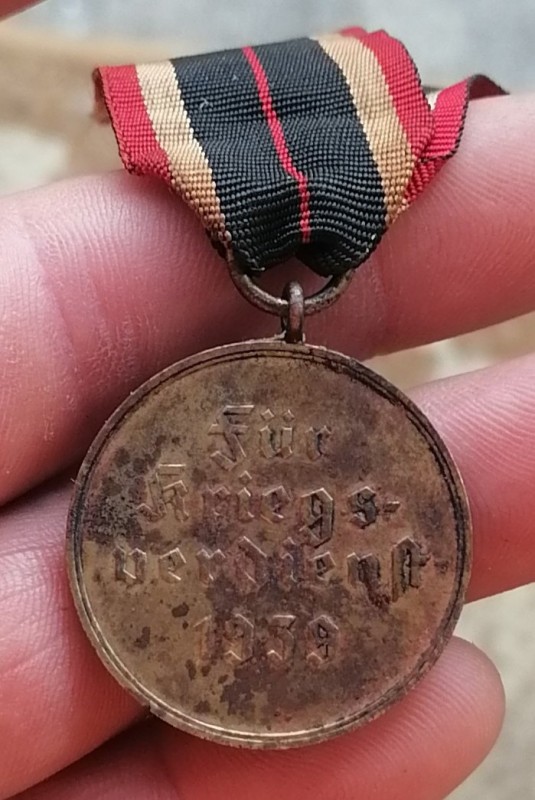 Für
Kriegs-
verdienst
1939